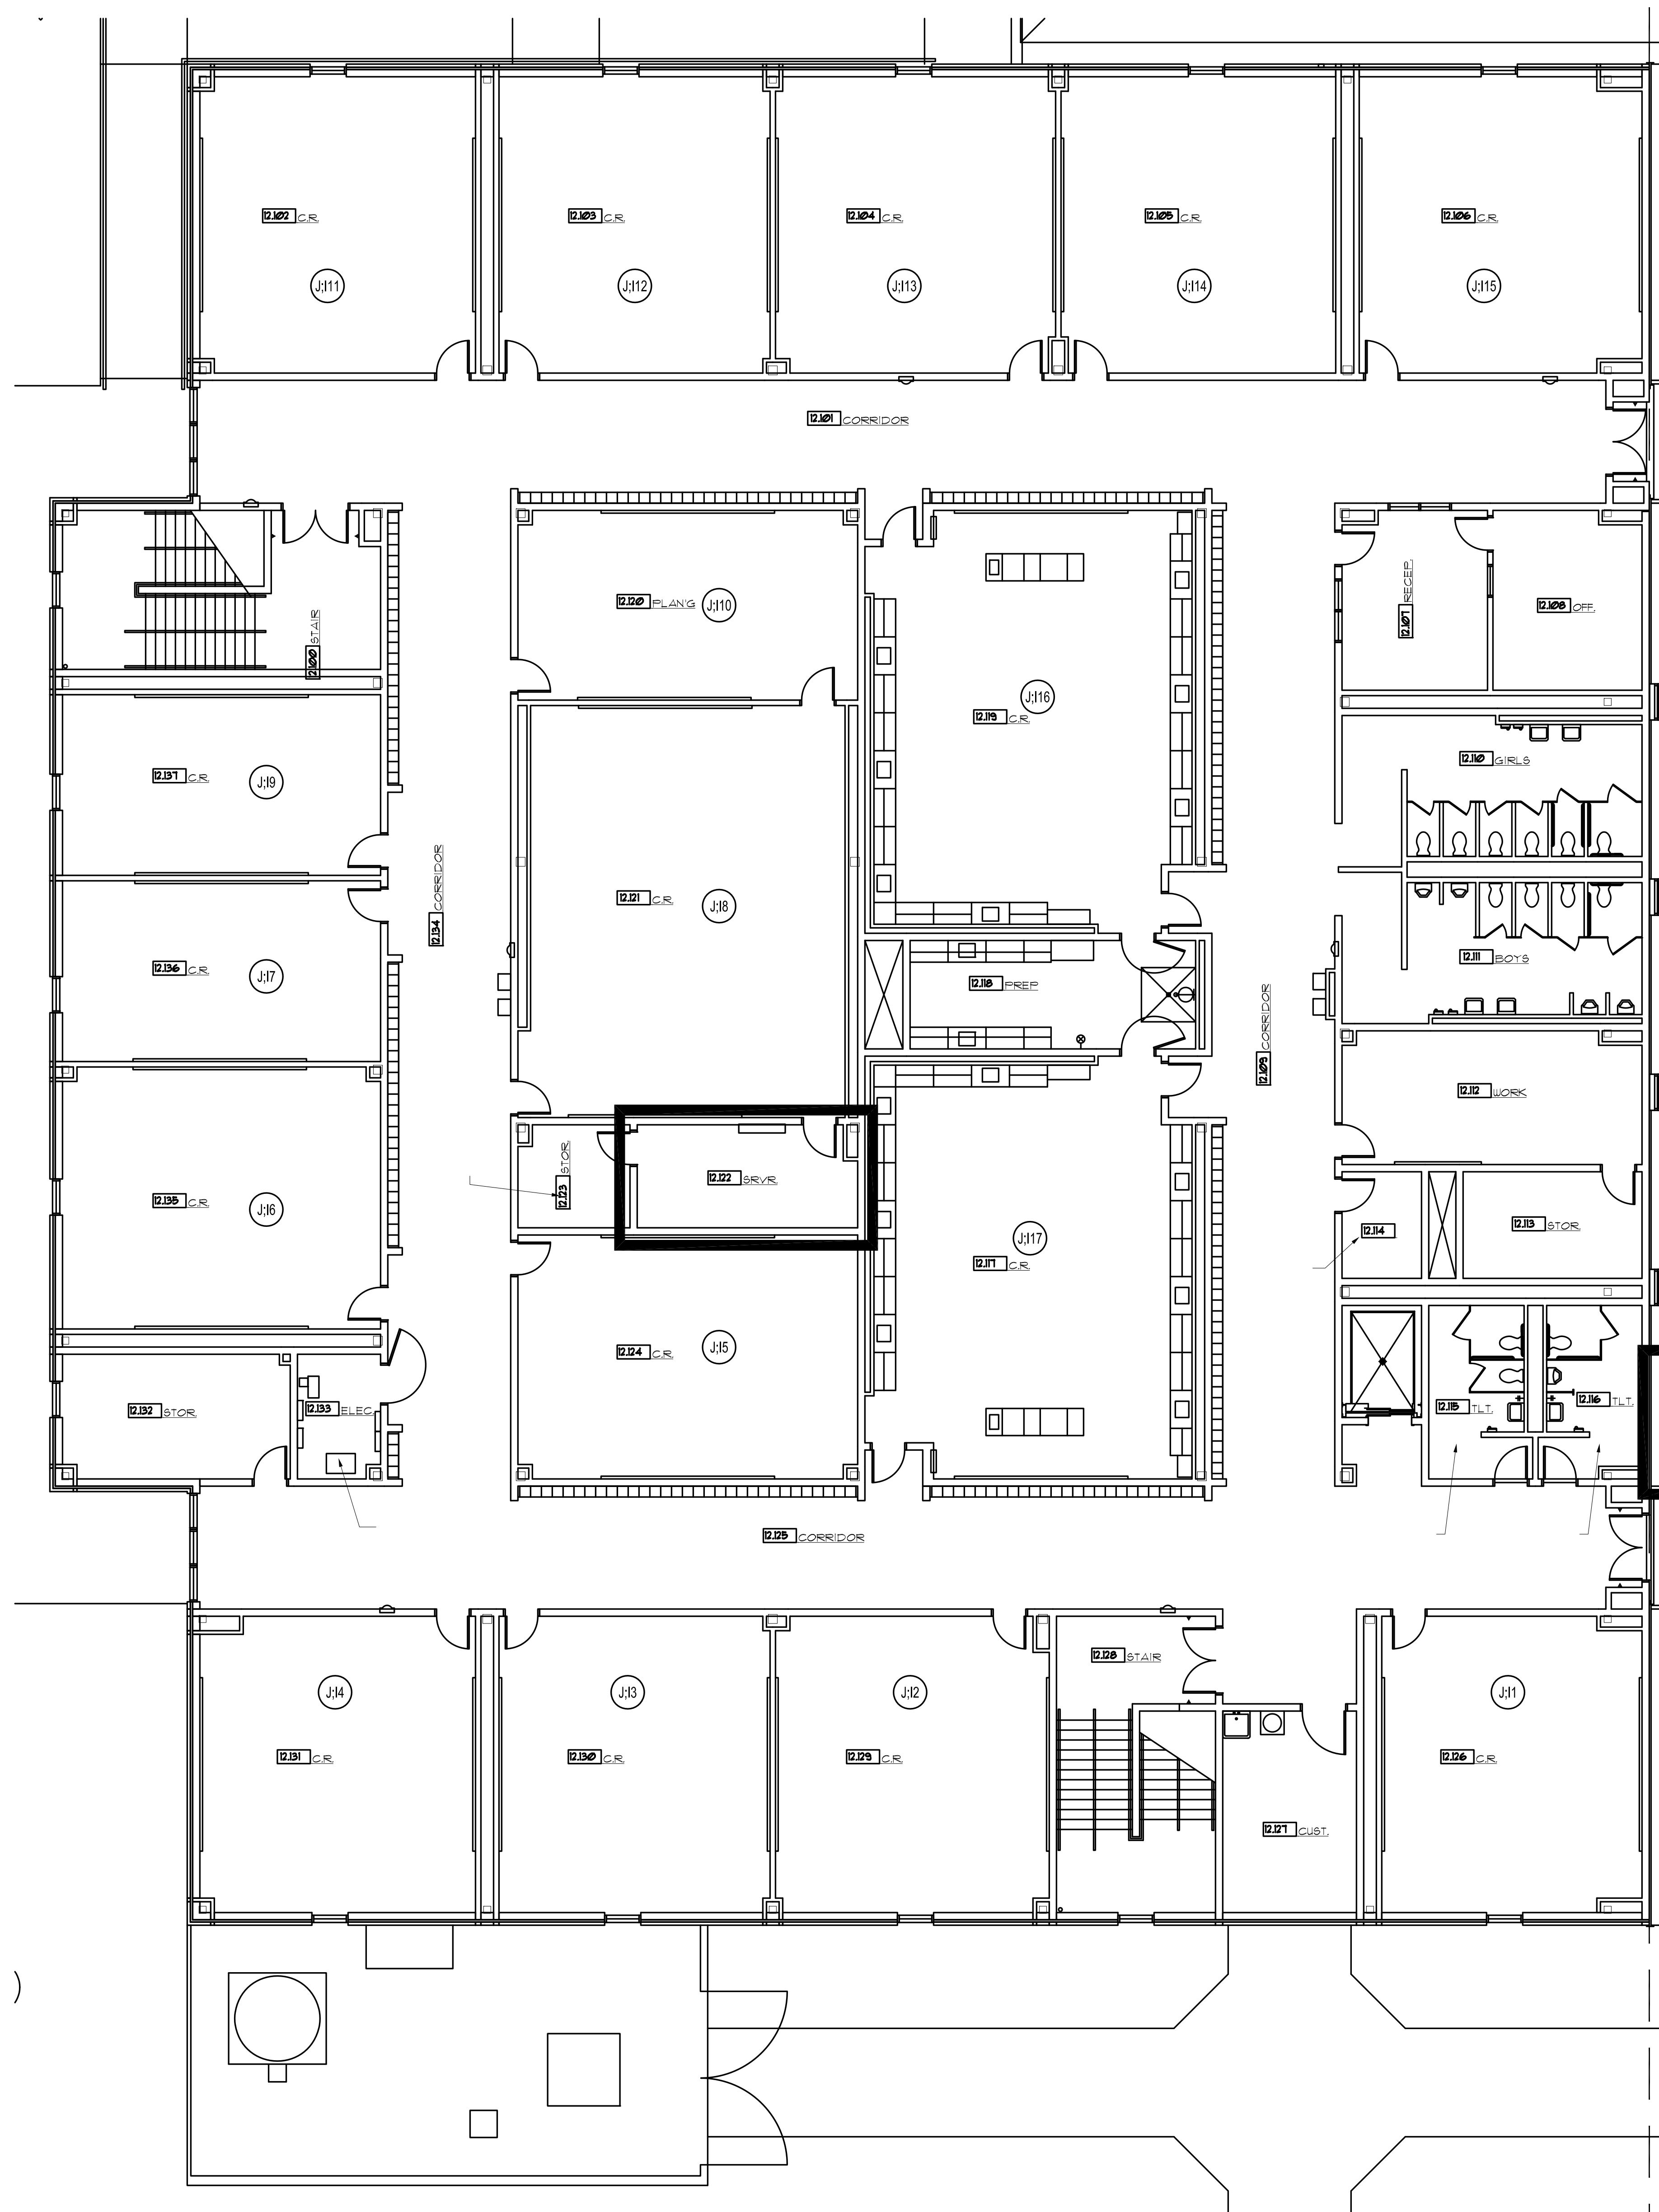 12.102 C.R.
12.103 C.R.
12.104 C.R.
12.105 C.R.
12.106 C.R.
J;I11
J;I12
J;I13
J;I14
J;I15
12.101 CORRIDOR
12.100 STAIR
12.120 PLAN'G
J;I10
12.107 RECEP.
12.108 OFF.
J;I16
12.119 C.R.
12.137 C.R.
J;I9
12.110 GIRLS
12.134 CORRIDOR
12.121 C.R.
J;I8
12.136 C.R.
J;I7
12.118 PREP
12.111 BOYS
12.109 CORRIDOR
12.112 WORK
12.123 STOR.
12.122 SRVR.
12.135 C.R.
J;I6
J;I17
12.117 C.R.
12.114
12.113 STOR.
12.124 C.R.
J;I5
12.132 STOR.
12.133 ELEC.
12.115 TLT.
12.116 TLT.
12.125 CORRIDOR
12.128 STAIR
J;I4
J;I3
J;I2
J;I1
12.131 C.R.
12.130 C.R.
12.129 C.R.
12.126 C.R.
12.127 CUST.